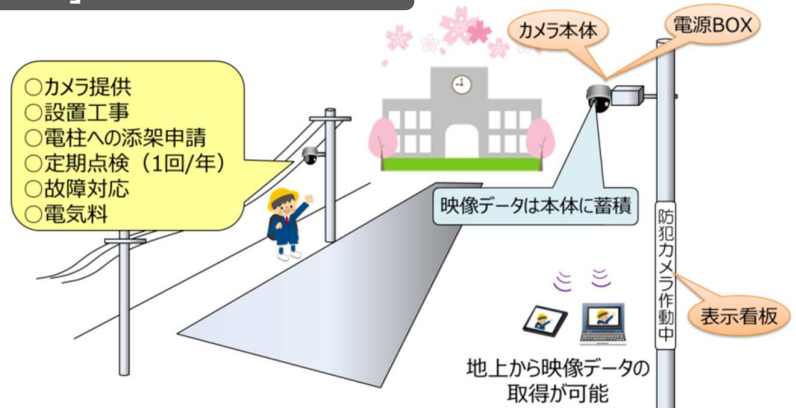 カメラ本体
電源BOX
○カメラ提供
○設置工事
○電柱への添架申請
○定期点検（1回/年）
○故障対応
○電気料
映像データは本体に蓄積
防犯カメラ作動中
表示看板
地上から映像データの
取得が可能